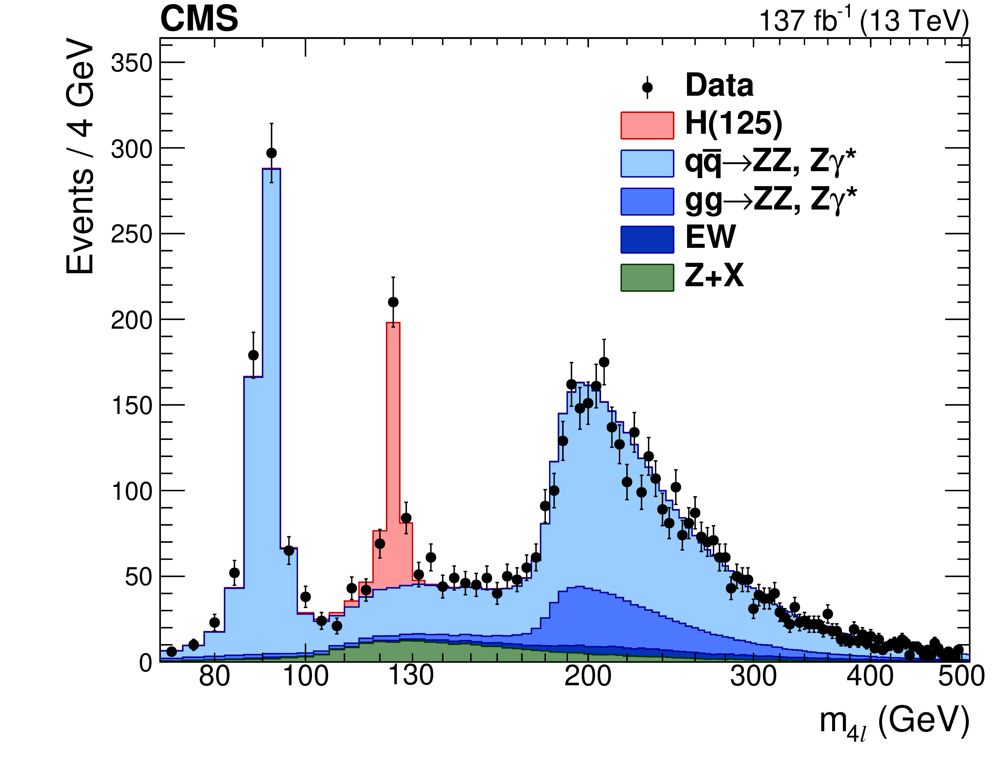 CMS
137 fb⁻¹ (13 TeV)
Events / 4 GeV
350
300
250
200
150
100
50
0
Data
H(125)
qq̅→ZZ, Zγ*
gg→ZZ, Zγ*
EW
Z+X
80 100 130 200 300 400 500
m₄ₗ (GeV)